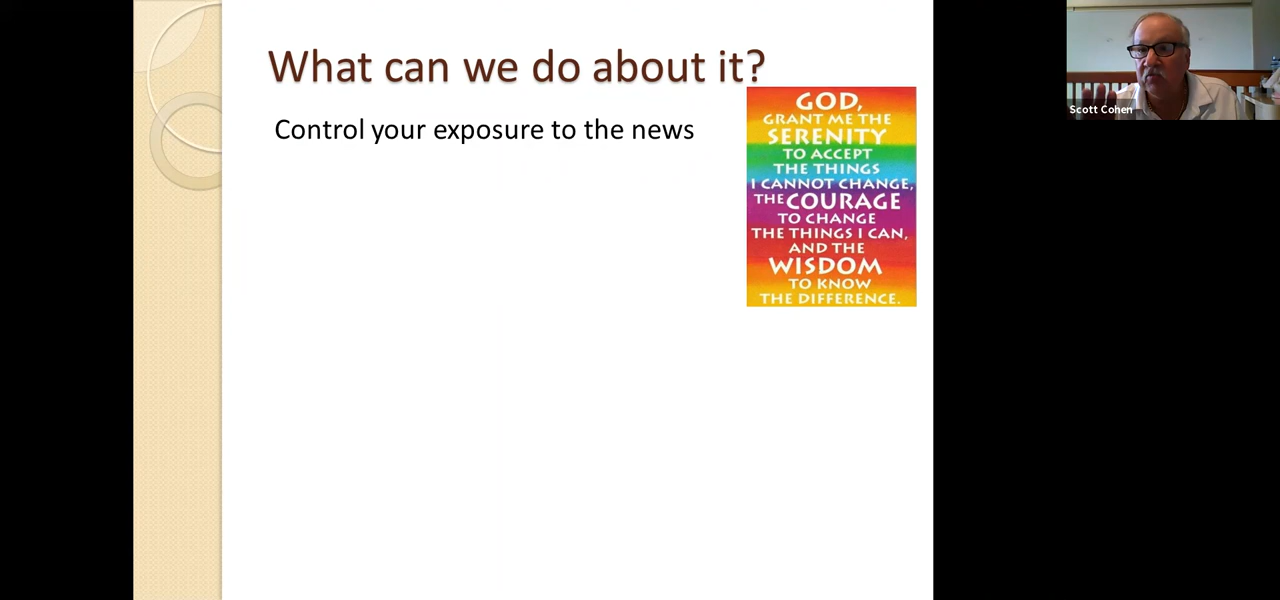 What can we do about it?
Control your exposure to the news
GOD,
GRANT ME THE
SERENITY
TO ACCEPT
THE THINGS
I CANNOT CHANGE,
THE COURAGE
TO CHANGE
THE THINGS I CAN,
AND THE
WISDOM
TO KNOW
THE DIFFERENCE.
Scott Cohen